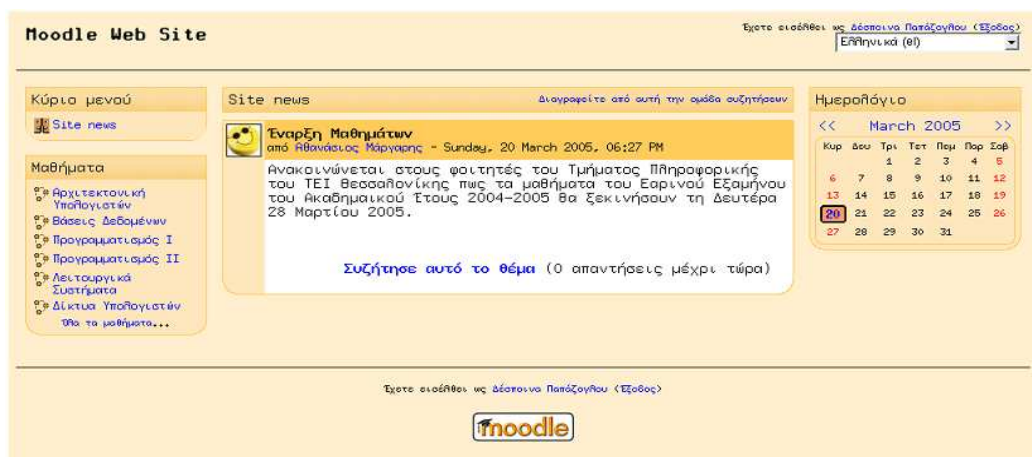 Moodle Web Site
Έχετε εισέλθει ως Δέσποινα Παπάζογλου (Έξοδος)
Ελληνικά (el)
Κύριο μενού
Site news
Μαθήματα
Αρχιτεκτονική
Υπολογιστών
Βάσεις Δεδομένων
Προγραμματισμός I
Προγραμματισμός II
Λειτουργικά
Συστήματα
Δίκτυα Υπολογιστών
Όλα τα μαθήματα...
Site news
Διαγραφείτε από αυτή την ομάδα συζητήσεων
Έναρξη Μαθημάτων
από Αθανάσιος Μάργαρης - Sunday, 20 March 2005, 06:27 PM
Ανακοινώνεται στους φοιτητές του Τμήματος Πληροφορικής
του ΤΕΙ Θεσσαλονίκης πως τα μαθήματα του Εαρινού Εξαμήνου
του Ακαδημαικού Έτους 2004-2005 θα ξεκινήσουν τη Δευτέρα
28 Μαρτίου 2005.
Συζήτησε αυτό το θέμα (0 απαντήσεις μέχρι τώρα)
Ημερολόγιο
<< March 2005 >>
Κυρ Δευ Τρι Τετ Πεμ Παρ Σαβ
1 2 3 4 5
6 7 8 9 10 11 12
13 14 15 16 17 18 19
20 21 22 23 24 25 26
27 28 29 30 31
Έχετε εισέλθει ως Δέσποινα Παπάζογλου (Έξοδος)
moodle